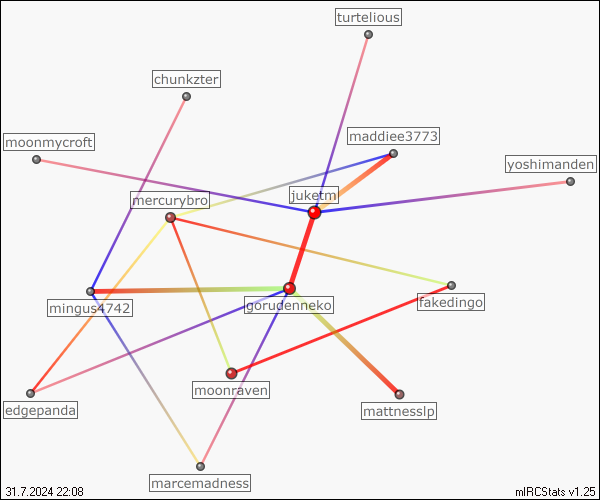 turtelious
chunkzter
maddiee3773
moonmycroft
yoshimanden
juketm
mercurybro
gorudenneko
fakedingo
mingus4742
moonraven
edgepanda
mattnesslp
marcemadness
31.7.2024 22:08
mIRCStats v1.25